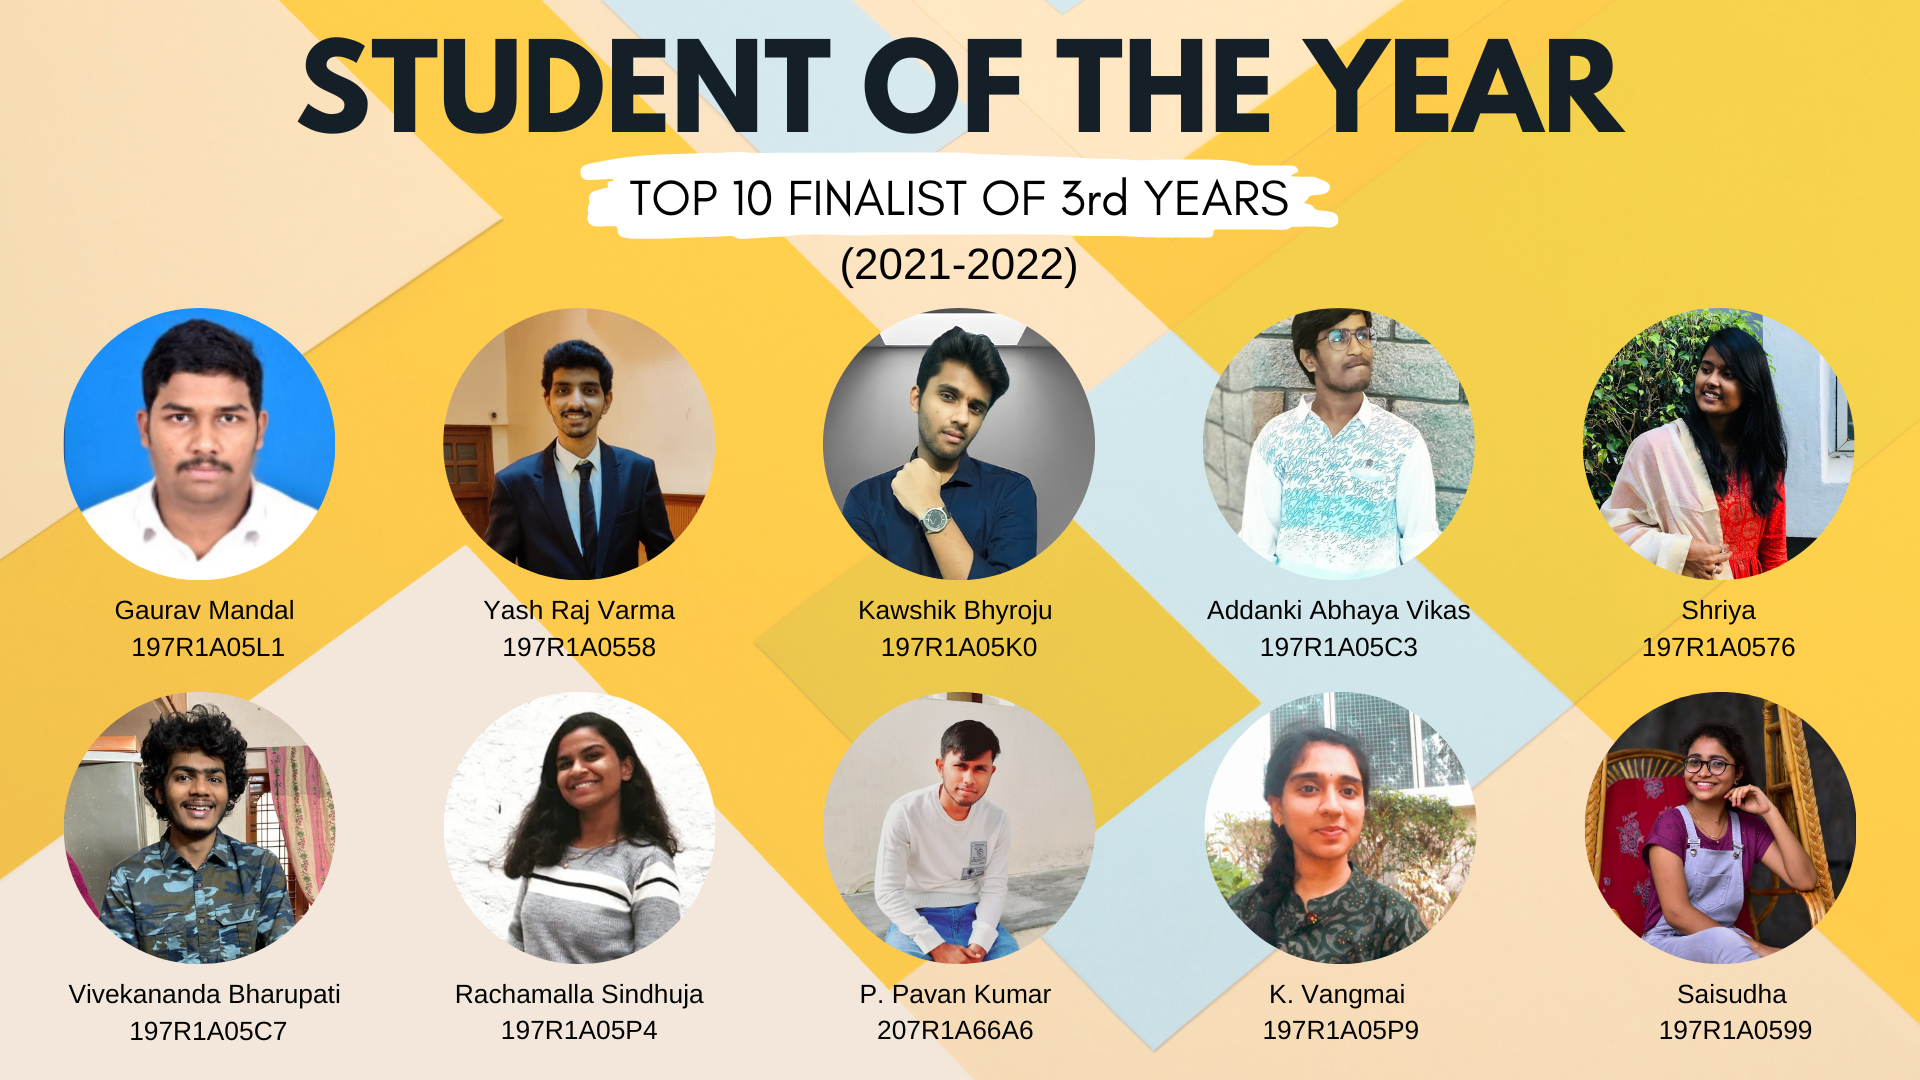 STUDENT OF THE YEAR
TOP 10 FINALIST OF 3rd YEARS
(2021-2022)
Gaurav Mandal
197R1A05L1
Yash Raj Varma
197R1A0558
Kawshik Bhyroju
197R1A05K0
Addanki Abhaya Vikas
197R1A05C3
Shriya
197R1A0576
Vivekananda Bharupati
197R1A05C7
Rachamalla Sindhuja
197R1A05P4
P. Pavan Kumar
207R1A66A6
K. Vangmai
197R1A05P9
Saisudha
197R1A0599